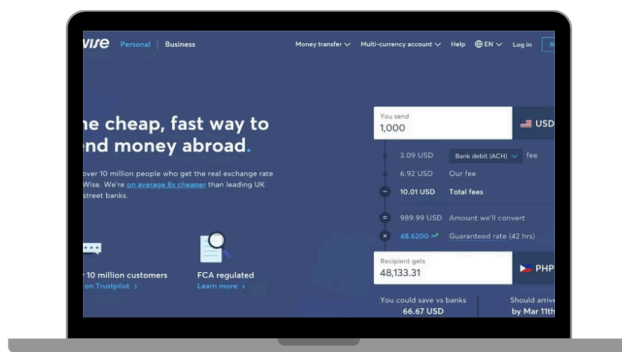 WISE Personal Business Money transfer Multi-currency account Help EN Log in
he cheap, fast way to
end money abroad.
over 10 million people who get the real exchange rate
Wise. We're on average 8x cheaper than leading UK
street banks.
10 million customers
on Trustpilot
FCA regulated
Learn more
You send
1,000
USD
3.09 USD Bank debit (ACH) fee
6.92 USD Our fee
10.01 USD Total fees
989.99 USD Amount we'll convert
48.6200 Guaranteed rate (42 hrs)
Recipient gets
48,133.31
PHP
You could save vs banks
66.67 USD
Should arrive
by Mar 11th